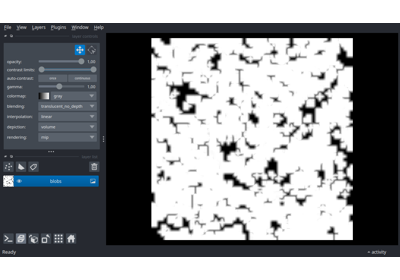 File View Layers Plugins Window Help
opacity: 1.00
contrast limits:
auto-contrast: once continuous
gamma: 1.00
colormap: gray
blending: translucent_no_depth
interpolation: linear
depiction: volume
rendering: mip
blobs
Ready activity